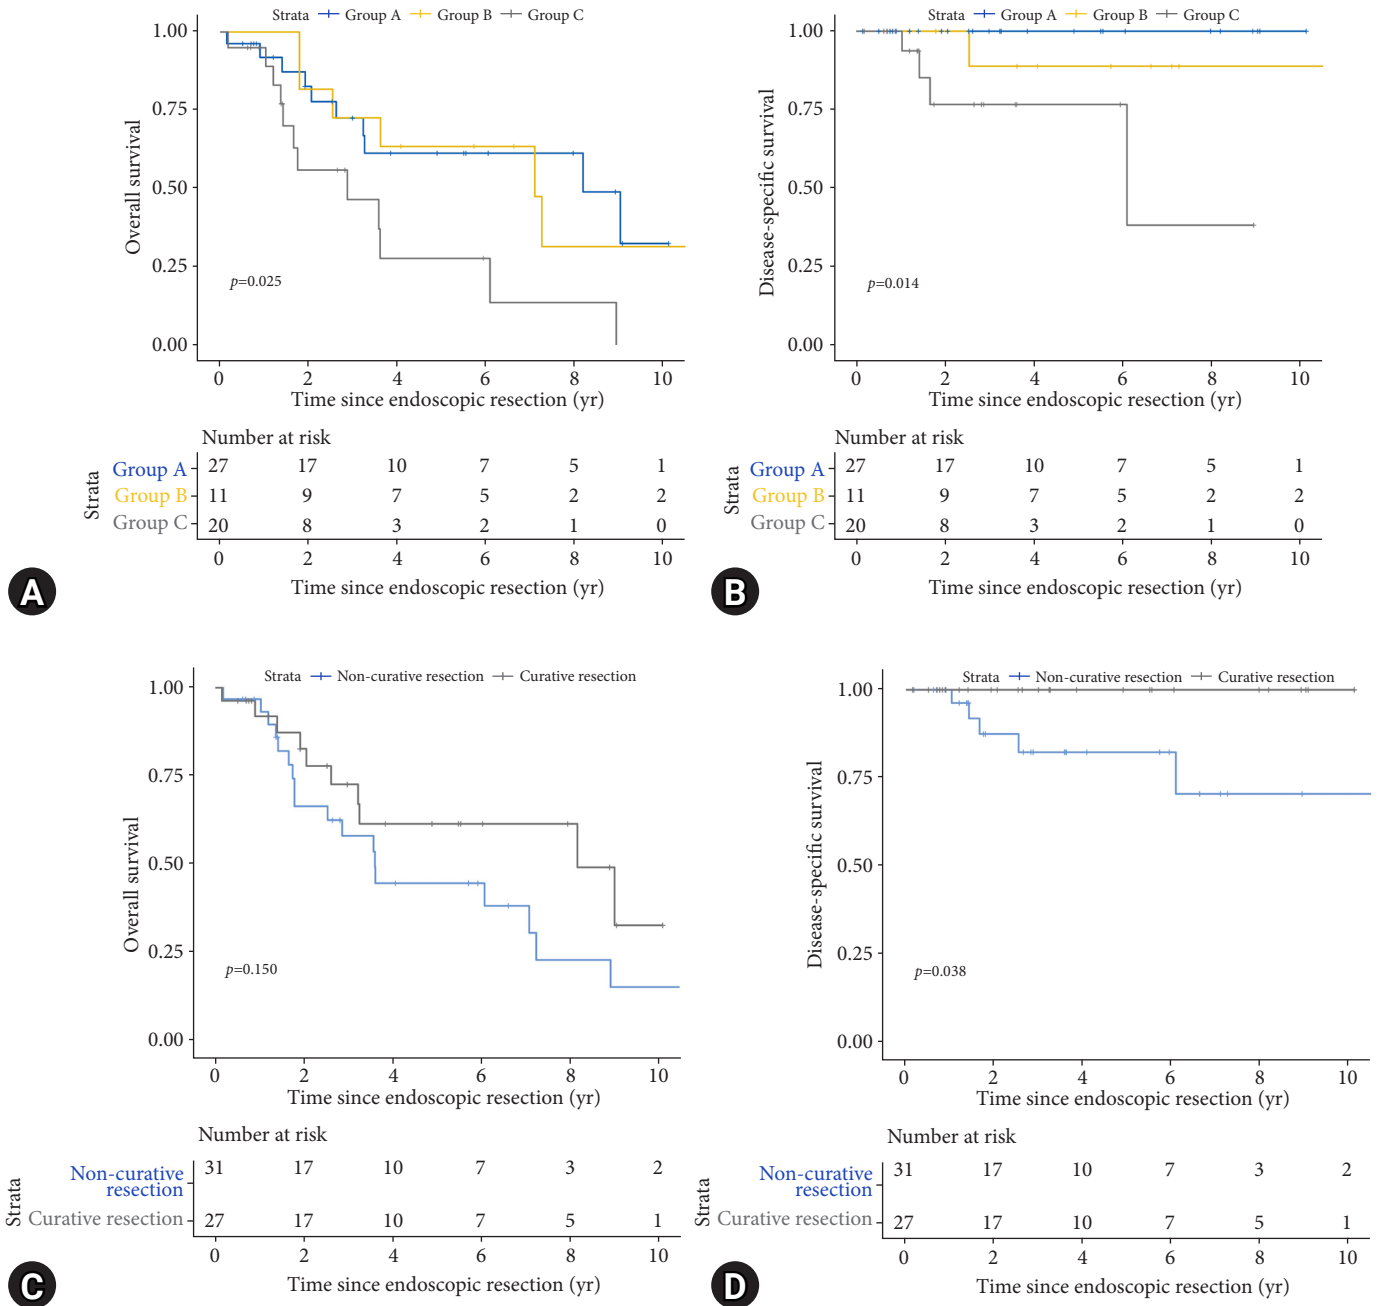 Strata Group A Group B Group C
1.00
0.75
0.50
0.25
0.00
Overall survival
p=0.025
0 2 4 6 8 10
Time since endoscopic resection (yr)
Number at risk
Strata
Group A 27 17 10 7 5 1
Group B 11 9 7 5 2 2
Group C 20 8 3 2 1 0
0 2 4 6 8 10
Time since endoscopic resection (yr)
A
Strata Group A Group B Group C
1.00
0.75
0.50
0.25
0.00
Disease-specific survival
p=0.014
0 2 4 6 8 10
Time since endoscopic resection (yr)
Number at risk
Strata
Group A 27 17 10 7 5 1
Group B 11 9 7 5 2 2
Group C 20 8 3 2 1 0
0 2 4 6 8 10
Time since endoscopic resection (yr)
B
Strata Non-curative resection Curative resection
1.00
0.75
0.50
0.25
0.00
Overall survival
p=0.150
0 2 4 6 8 10
Time since endoscopic resection (yr)
Number at risk
Strata
Non-curative
resection
31 17 10 7 3 2
Curative resection 27 17 10 7 5 1
0 2 4 6 8 10
Time since endoscopic resection (yr)
C
Strata Non-curative resection Curative resection
1.00
0.75
0.50
0.25
0.00
Disease-specific survival
p=0.038
0 2 4 6 8 10
Time since endoscopic resection (yr)
Number at risk
Strata
Non-curative
resection
31 17 10 7 3 2
Curative resection 27 17 10 7 5 1
0 2 4 6 8 10
Time since endoscopic resection (yr)
D